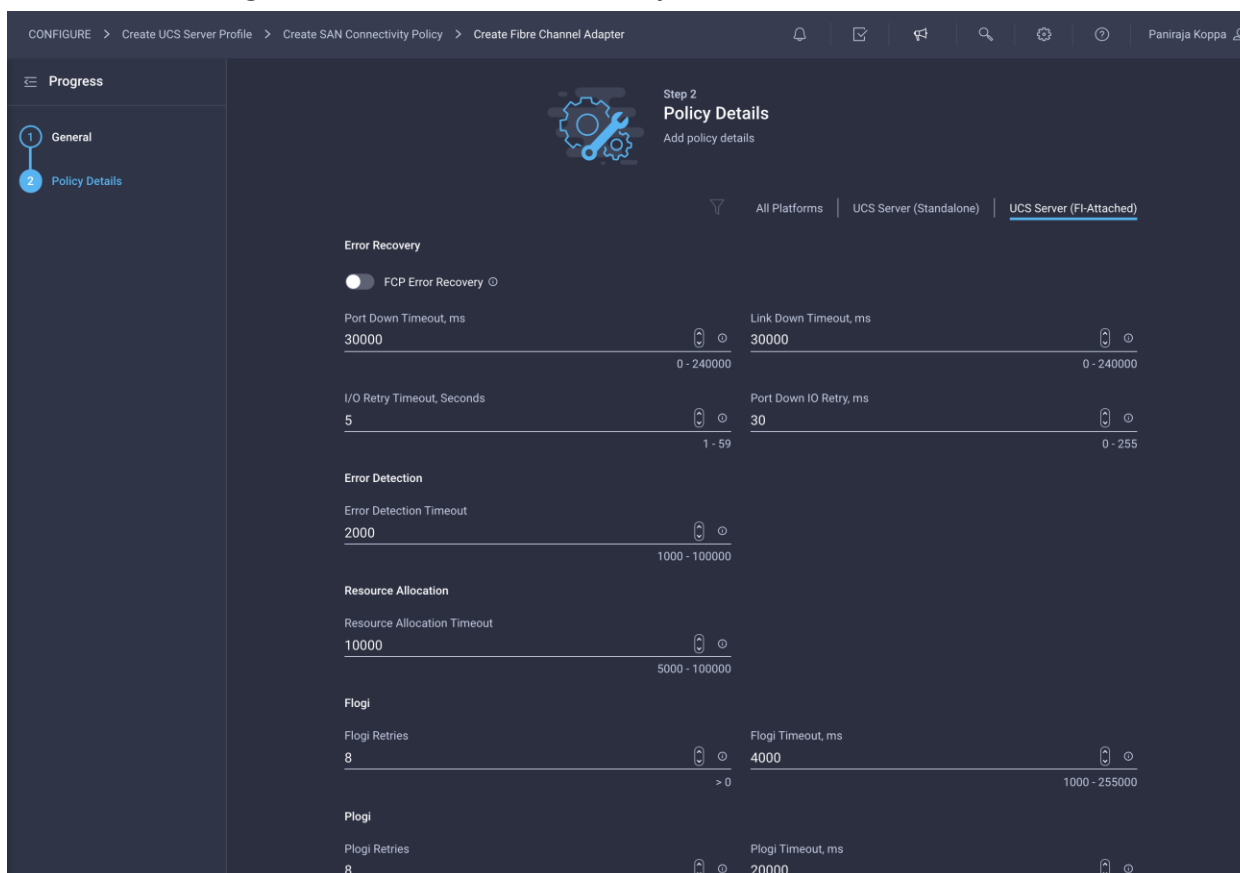 CONFIGURE > Create UCS Server Profile > Create SAN Connectivity Policy > Create Fibre Channel Adapter
Paniraja Koppa
Progress
1 General
2 Policy Details
Step 2
Policy Details
Add policy details
All Platforms | UCS Server (Standalone) | UCS Server (FI-Attached)
Error Recovery
FCP Error Recovery
Port Down Timeout, ms
30000
0 - 240000
Link Down Timeout, ms
30000
0 - 240000
I/O Retry Timeout, Seconds
5
1 - 59
Port Down IO Retry, ms
30
0 - 255
Error Detection
Error Detection Timeout
2000
1000 - 100000
Resource Allocation
Resource Allocation Timeout
10000
5000 - 100000
Flogi
Flogi Retries
8
> 0
Flogi Timeout, ms
4000
1000 - 255000
Plogi
Plogi Retries
8
Plogi Timeout, ms
20000